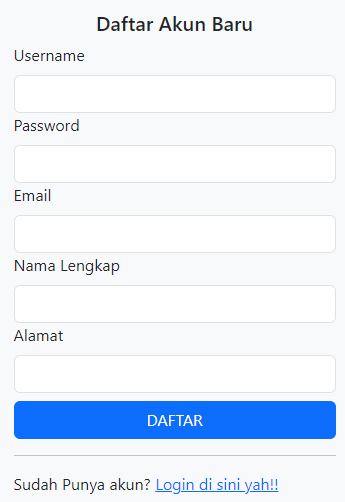 Daftar Akun Baru
Username
Password
Email
Nama Lengkap
Alamat
DAFTAR
Sudah Punya akun? Login di sini yah!!